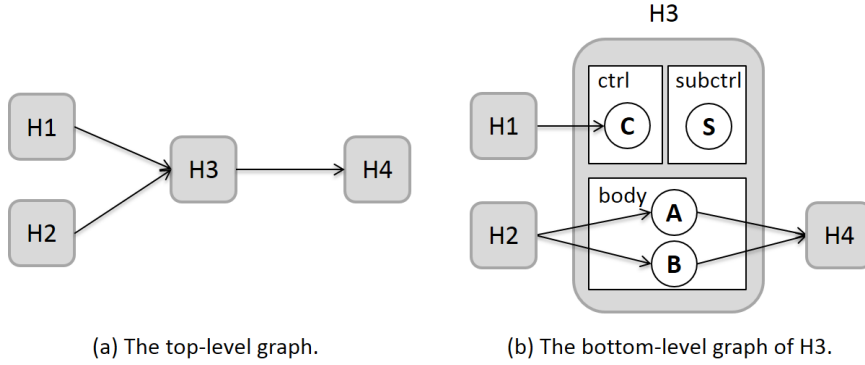 H1
H2
H3
H4
(a) The top-level graph.
H3
H1
ctrl
C
subctrl
S
H2
body
A
B
H4
(b) The bottom-level graph of H3.